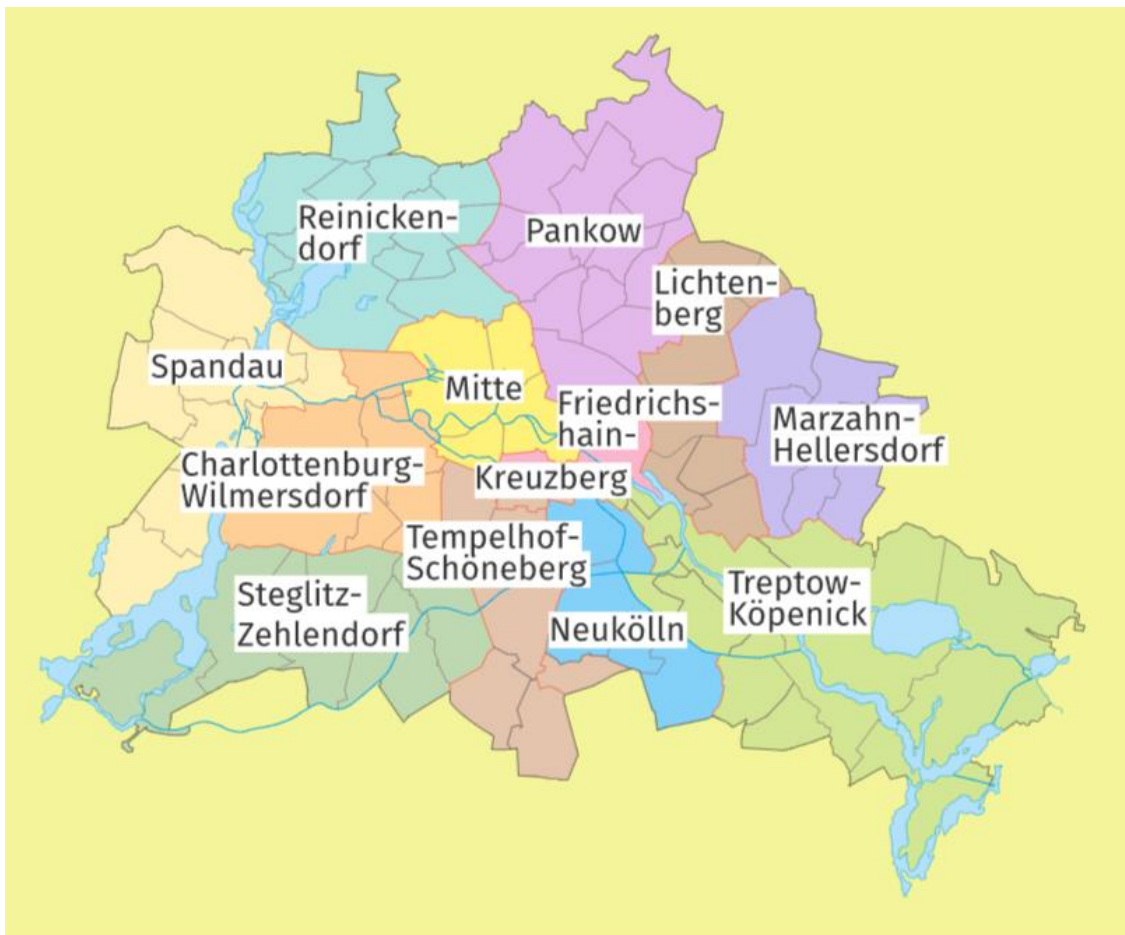 Reinicken-
dorf
Pankow
Lichten-
berg
Spandau
Mitte
Friedrichs-
hain-
Kreuzberg
Marzahn-
Hellersdorf
Charlottenburg-
Wilmersdorf
Tempelhof-
Schöneberg
Steglitz-
Zehlendorf
Neukölln
Treptow-
Köpenick